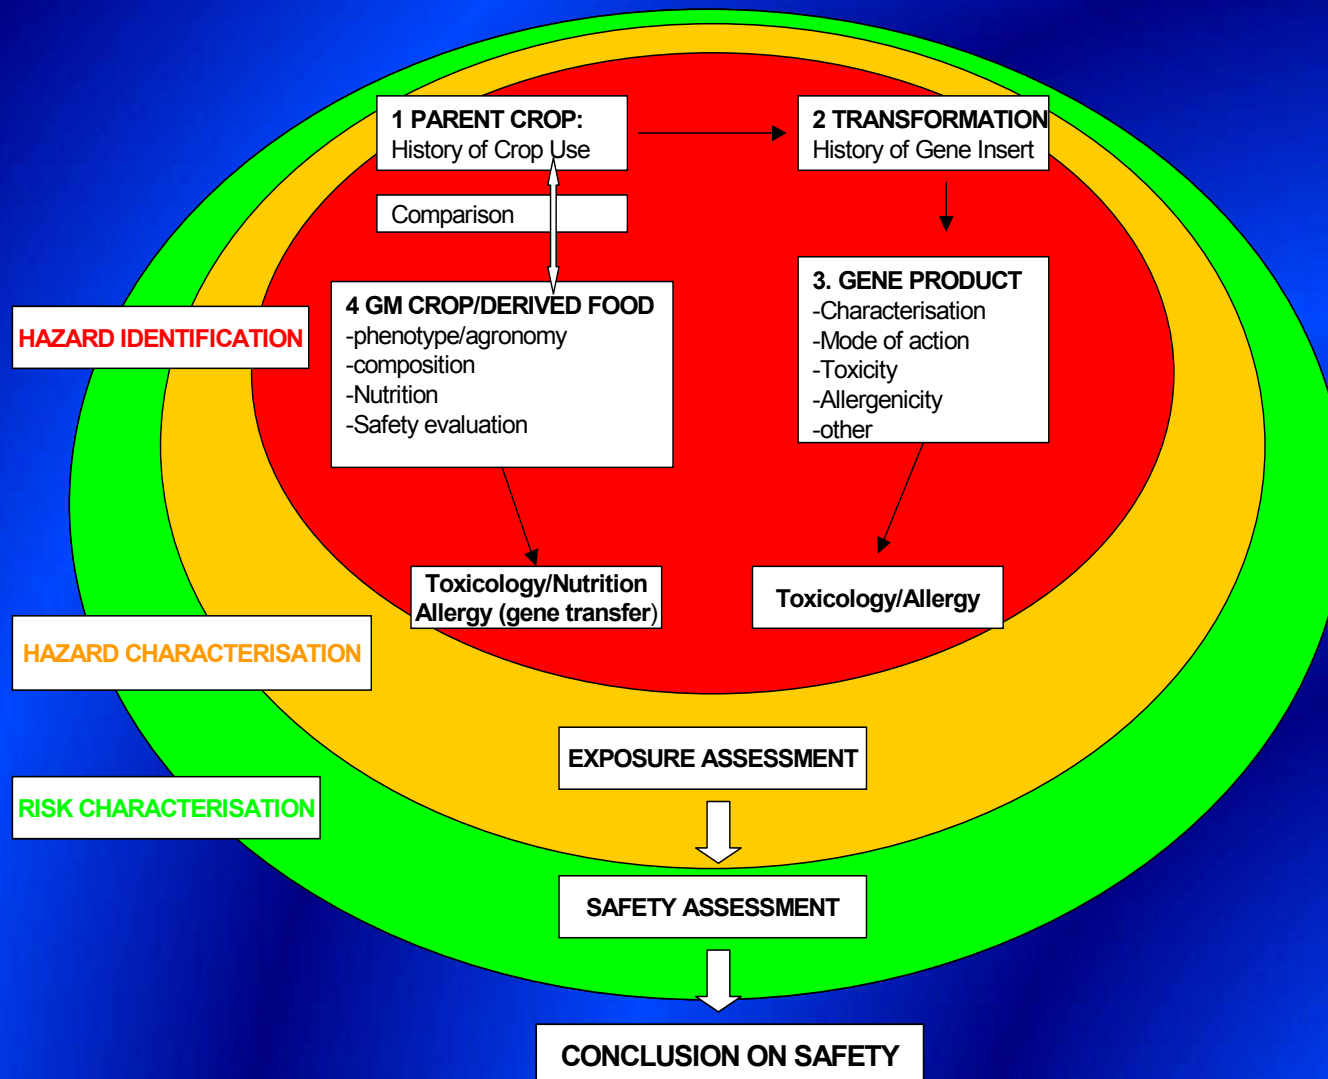 1 PARENT CROP:
History of Crop Use
2 TRANSFORMATION
History of Gene Insert
Comparison
3. GENE PRODUCT
-Characterisation
-Mode of action
-Toxicity
-Allergenicity
-other
4 GM CROP/DERIVED FOOD
-phenotype/agronomy
-composition
-Nutrition
-Safety evaluation
HAZARD IDENTIFICATION
Toxicology/Nutrition
Allergy (gene transfer)
Toxicology/Allergy
HAZARD CHARACTERISATION
EXPOSURE ASSESSMENT
RISK CHARACTERISATION
SAFETY ASSESSMENT
CONCLUSION ON SAFETY